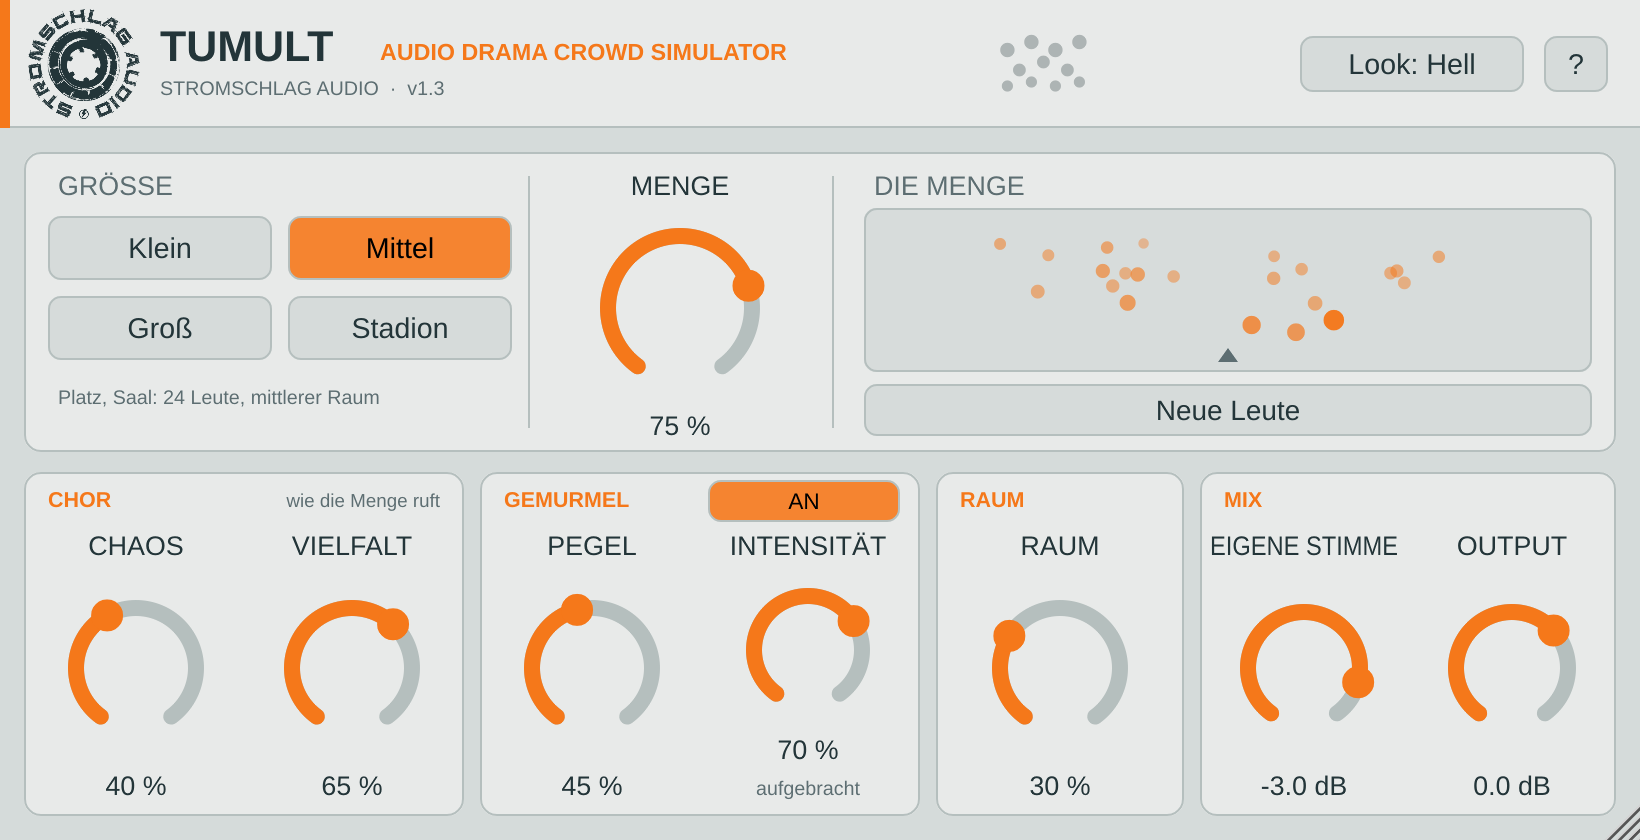 STROMSCHLAG AUDIO
TUMULT
AUDIO DRAMA CROWD SIMULATOR
STROMSCHLAG AUDIO · v1.3
Look: Hell
?
GRÖSSE
Klein
Mittel
Groß
Stadion
Platz, Saal: 24 Leute, mittlerer Raum
MENGE
75 %
DIE MENGE
Neue Leute
CHOR
wie die Menge ruft
CHAOS
VIELFALT
40 %
65 %
GEMURMEL
AN
PEGEL
INTENSITÄT
45 %
70 %
aufgebracht
RAUM
RAUM
30 %
MIX
EIGENE STIMME
OUTPUT
-3.0 dB
0.0 dB